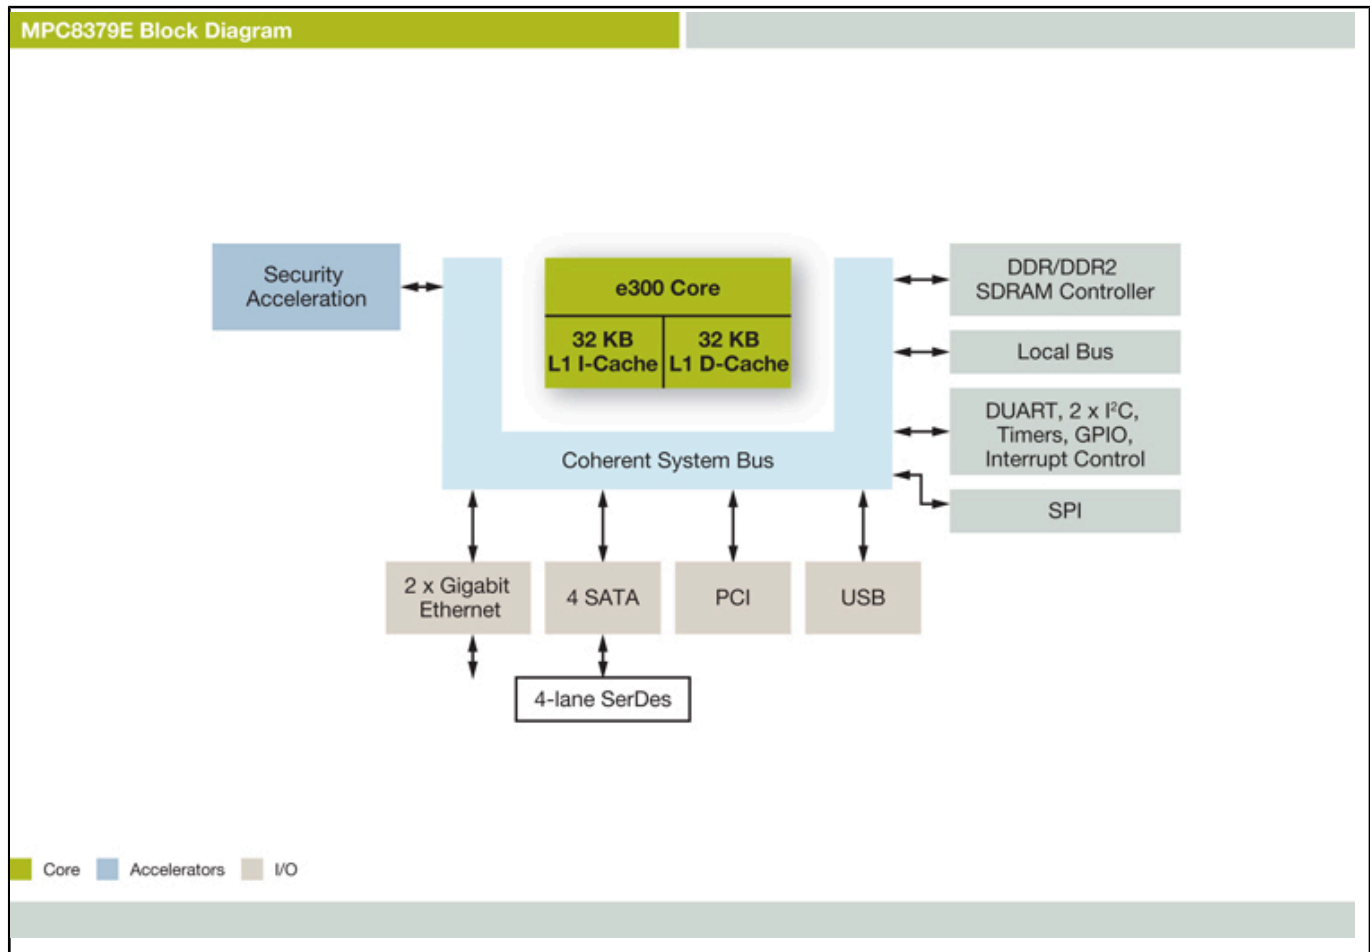 MPC8379E Block Diagram
Security
Acceleration
e300 Core
32 KB
L1 I-Cache
32 KB
L1 D-Cache
Coherent System Bus
DDR/DDR2
SDRAM Controller
Local Bus
DUART, 2 x I²C,
Timers, GPIO,
Interrupt Control
SPI
2 x Gigabit
Ethernet
4 SATA
PCI
USB
4-lane SerDes
Core
Accelerators
I/O